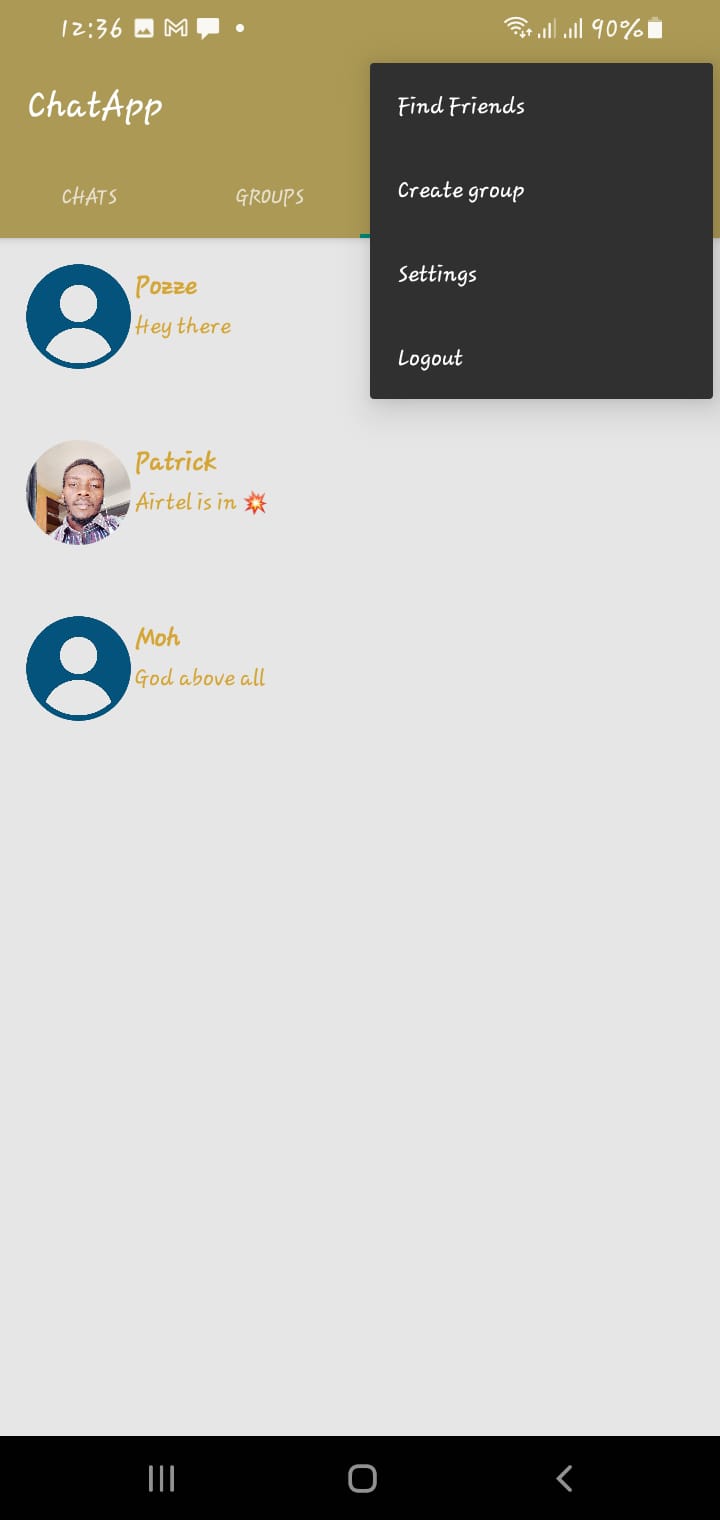 12:36 90%
ChatApp
Find Friends
Create group
Settings
Logout
CHATS GROUPS
Pozze
Hey there
Patrick
Airtel is in 💥
Moh
God above all